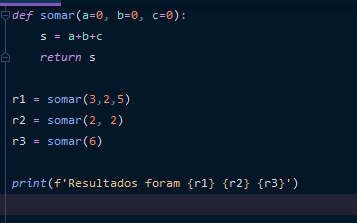 def somar(a=0, b=0, c=0):
    s = a+b+c
    return s
r1 = somar(3,2,5)
r2 = somar(2, 2)
r3 = somar(6)
print(f'Resultados foram {r1} {r2} {r3}')